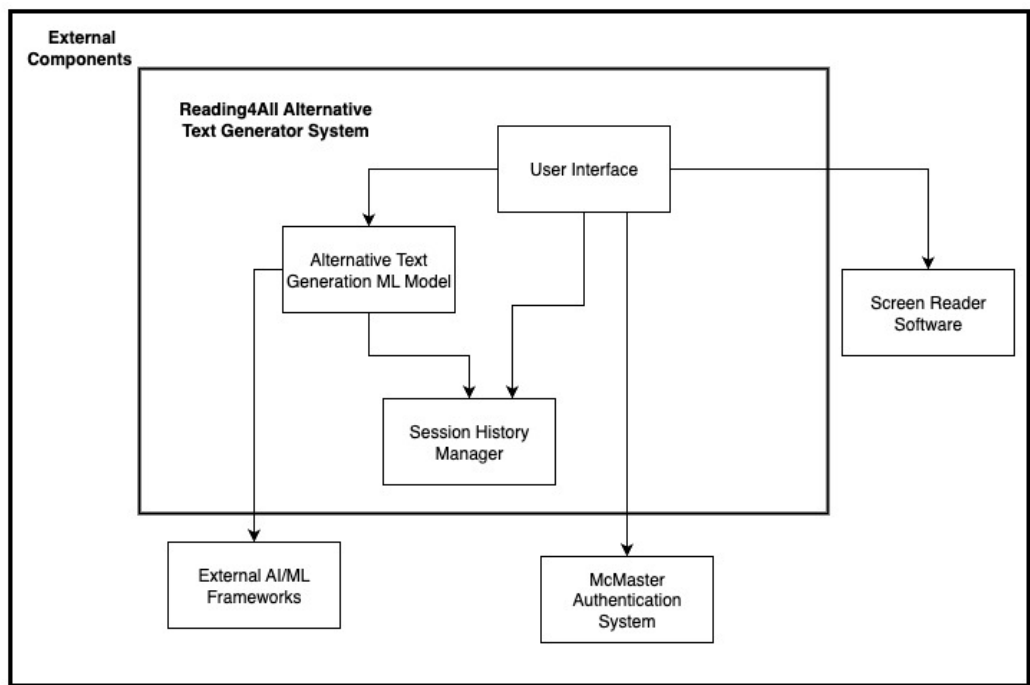 External
Components
Reading4All Alternative
Text Generator System
User Interface
Alternative Text
Generation ML Model
Screen Reader
Software
Session History
Manager
External AI/ML
Frameworks
McMaster
Authentication
System